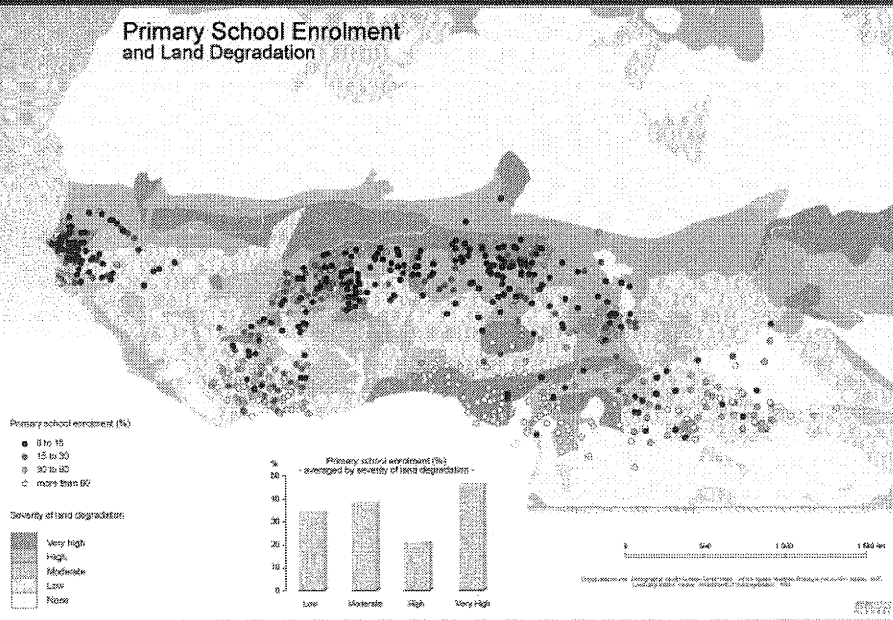 Primary School Enrolment
and Land Degradation
Primary school enrolment (%)
0 to 15
15 to 30
30 to 60
more than 60
Severity of land degradation
Very high
High
Moderate
Low
None
Primary school enrolment (%)
- averaged by severity of land degradation -
%
50
40
30
20
10
0
Low
Moderate
High
Very High
0
500
1 000